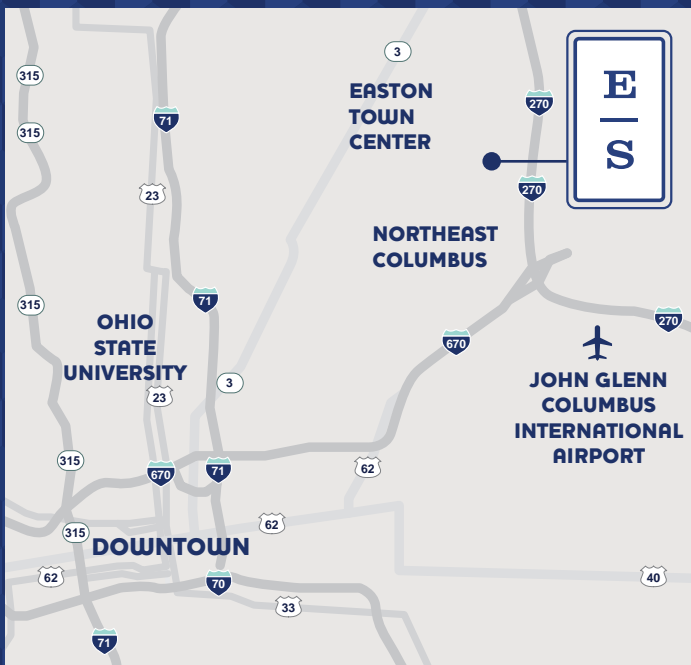 3
315
EASTON
TOWN
CENTER
E
S
270
71
315
270
23
NORTHEAST
COLUMBUS
71
315
OHIO
STATE
UNIVERSITY
270
670
3
23
JOHN GLENN
COLUMBUS
INTERNATIONAL
AIRPORT
315
670
71
62
62
315
DOWNTOWN
62
70
40
33
71